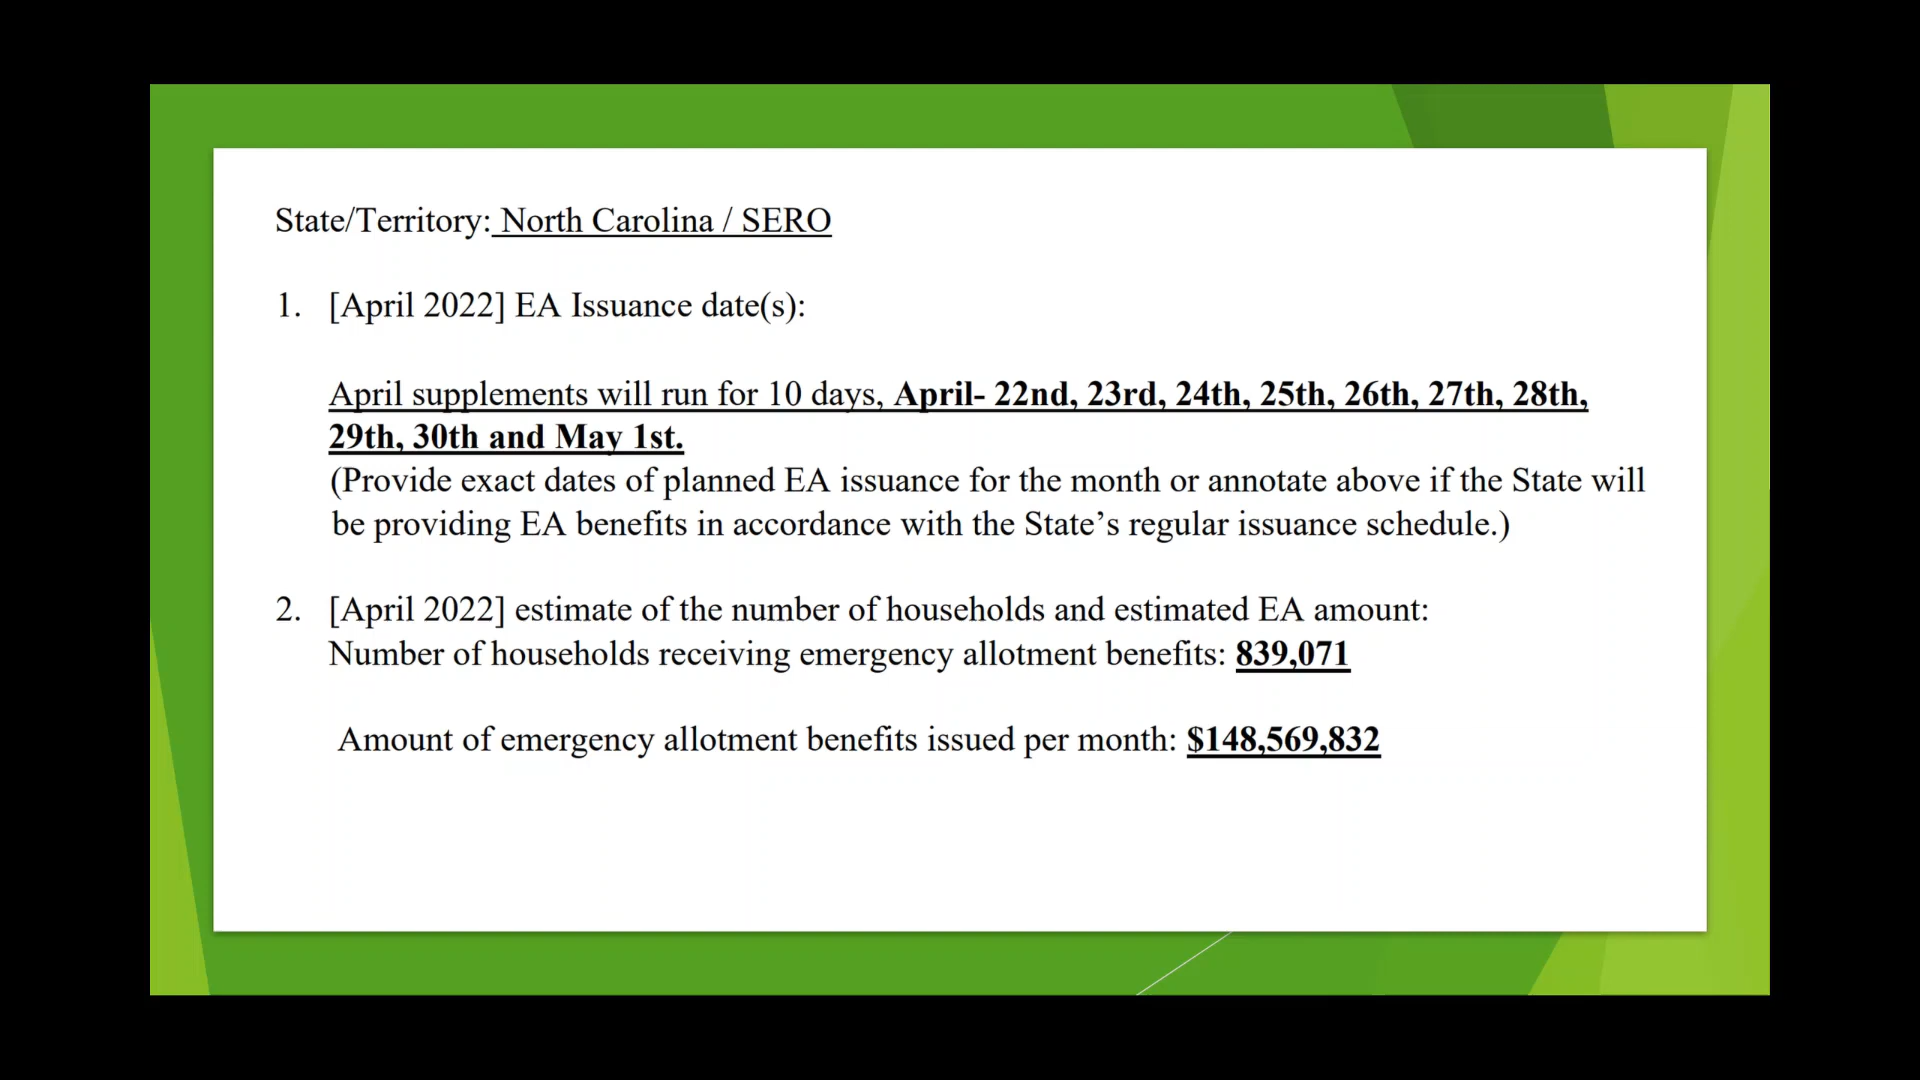 State/Territory: North Carolina / SERO
1. [April 2022] EA Issuance date(s):
April supplements will run for 10 days, April- 22nd, 23rd, 24th, 25th, 26th, 27th, 28th,
29th, 30th and May 1st.
(Provide exact dates of planned EA issuance for the month or annotate above if the State will
be providing EA benefits in accordance with the State’s regular issuance schedule.)
2. [April 2022] estimate of the number of households and estimated EA amount:
Number of households receiving emergency allotment benefits: 839,071
Amount of emergency allotment benefits issued per month: $148,569,832